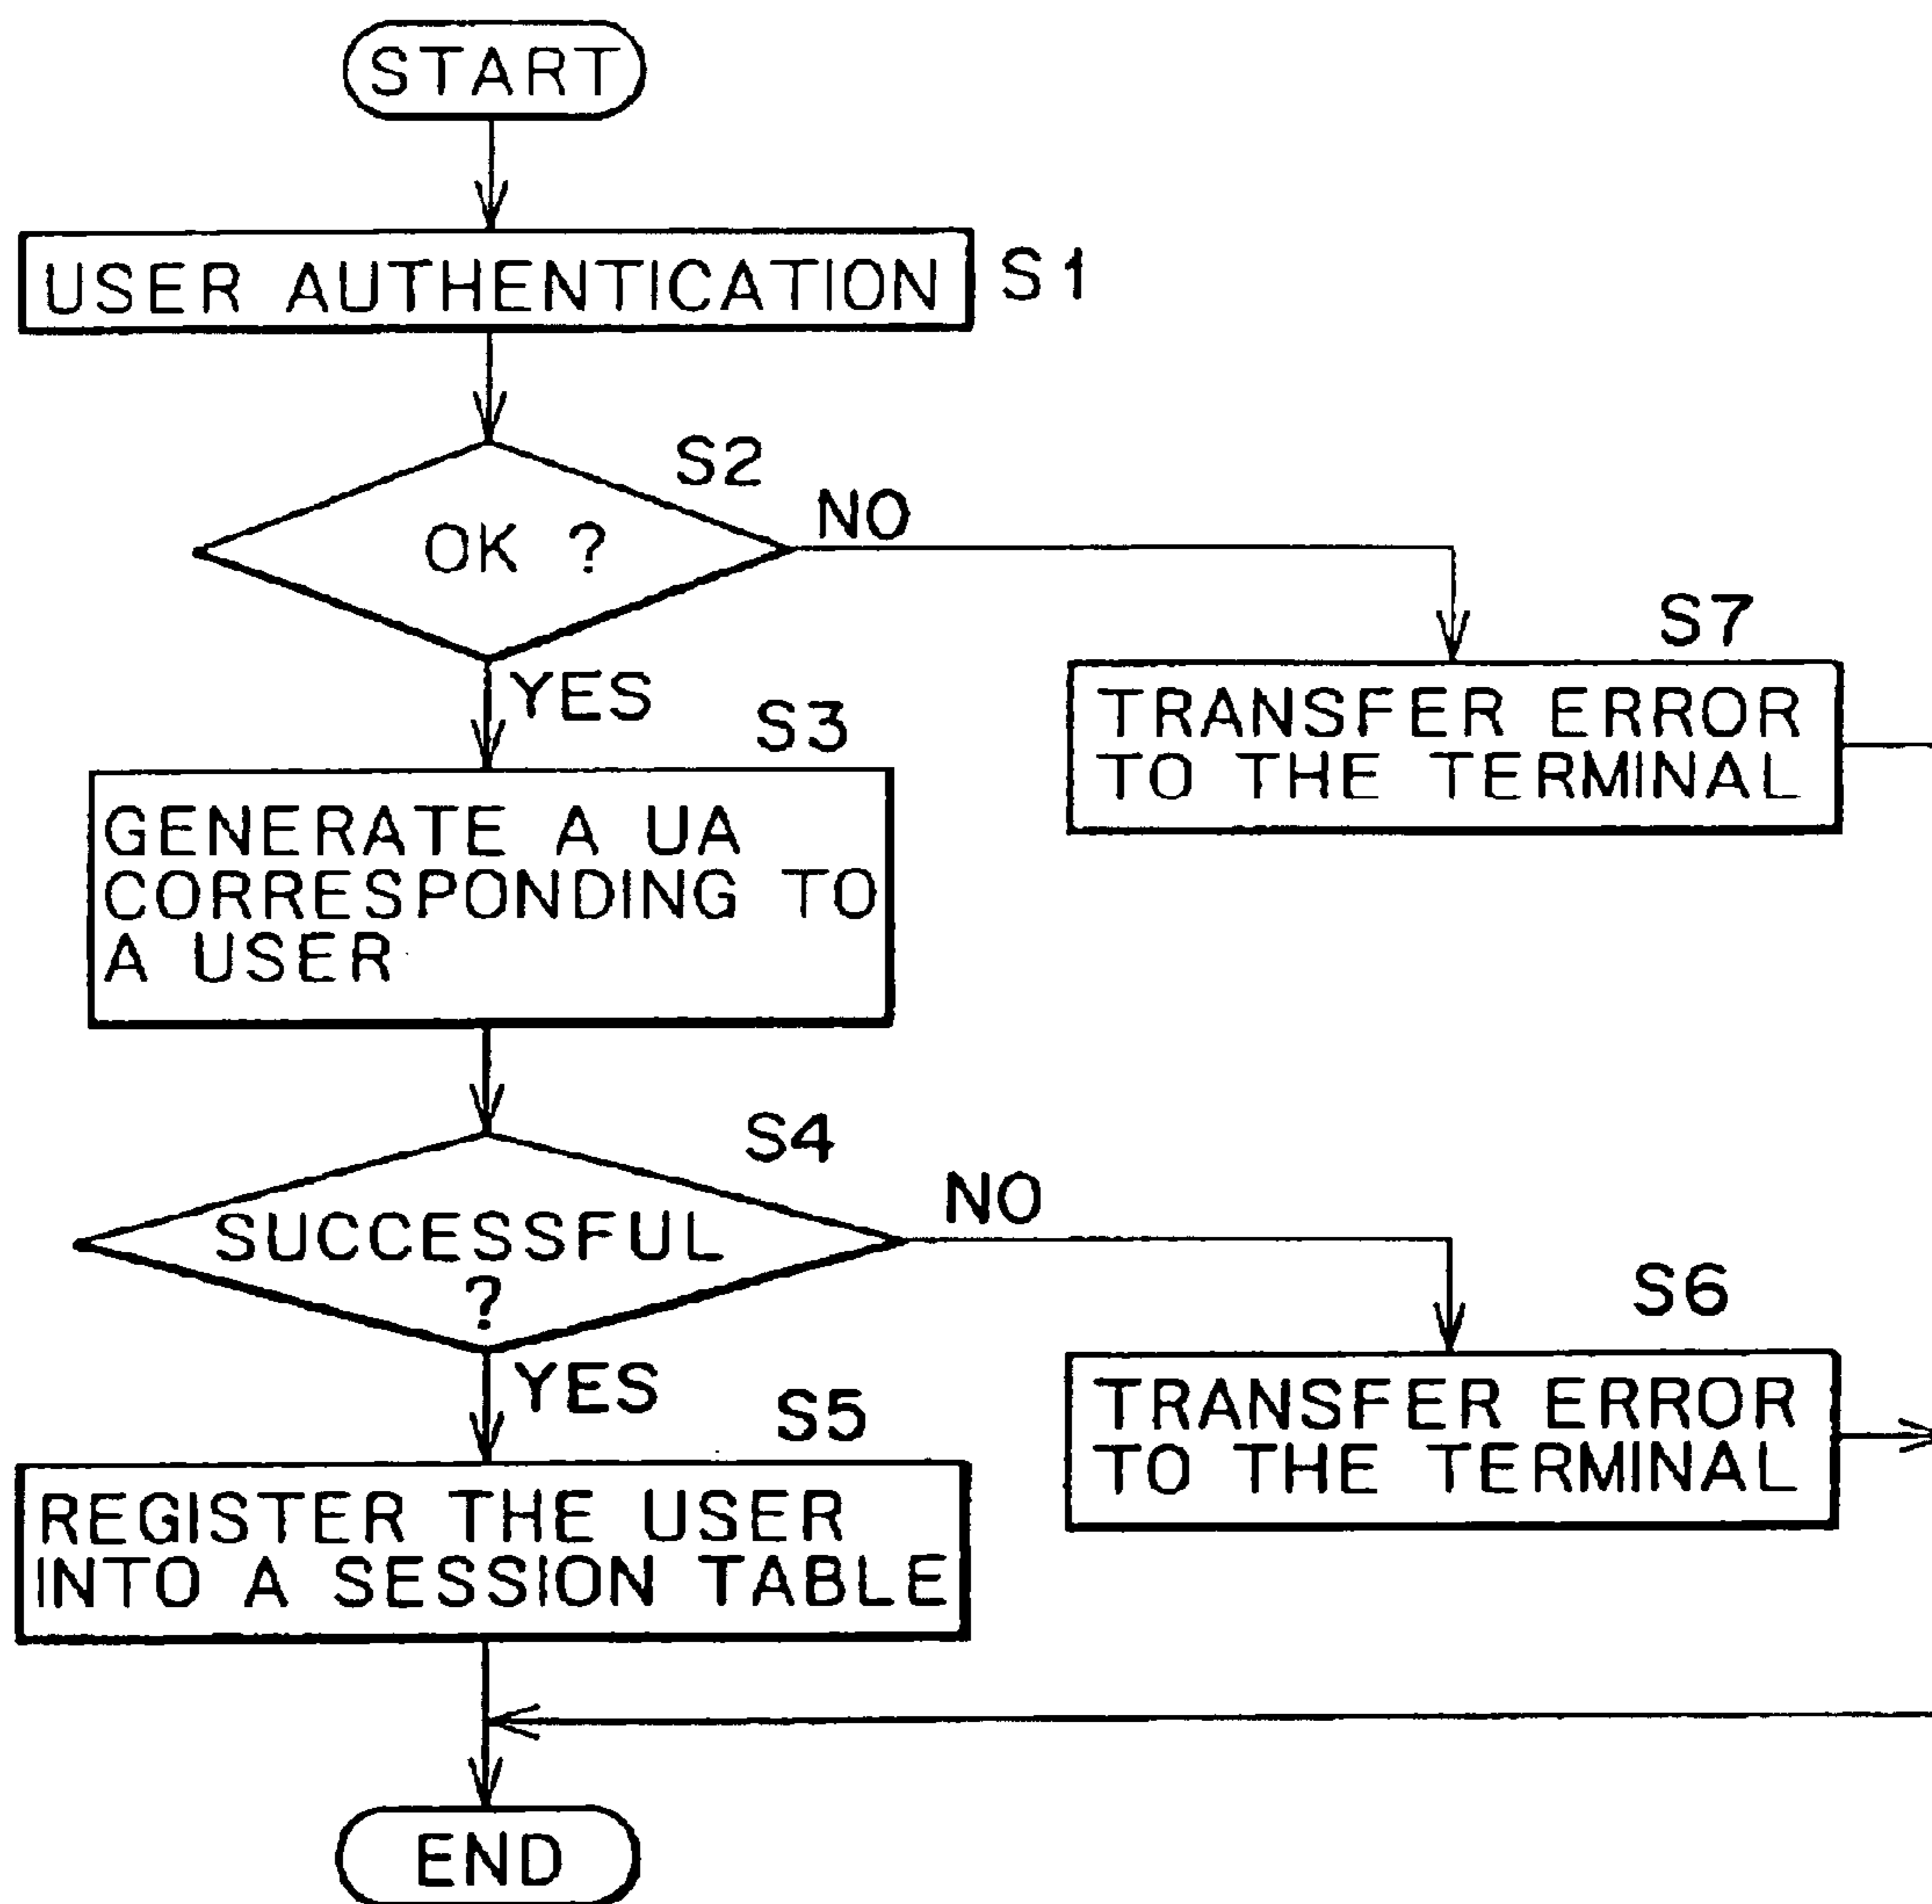 START
USER AUTHENTICATION
S1
S2
OK ?
NO
YES
S7
TRANSFER ERROR
TO THE TERMINAL
S3
GENERATE A UA
CORRESPONDING TO
A USER
S4
SUCCESSFUL
?
NO
YES
S6
TRANSFER ERROR
TO THE TERMINAL
S5
REGISTER THE USER
INTO A SESSION TABLE
END